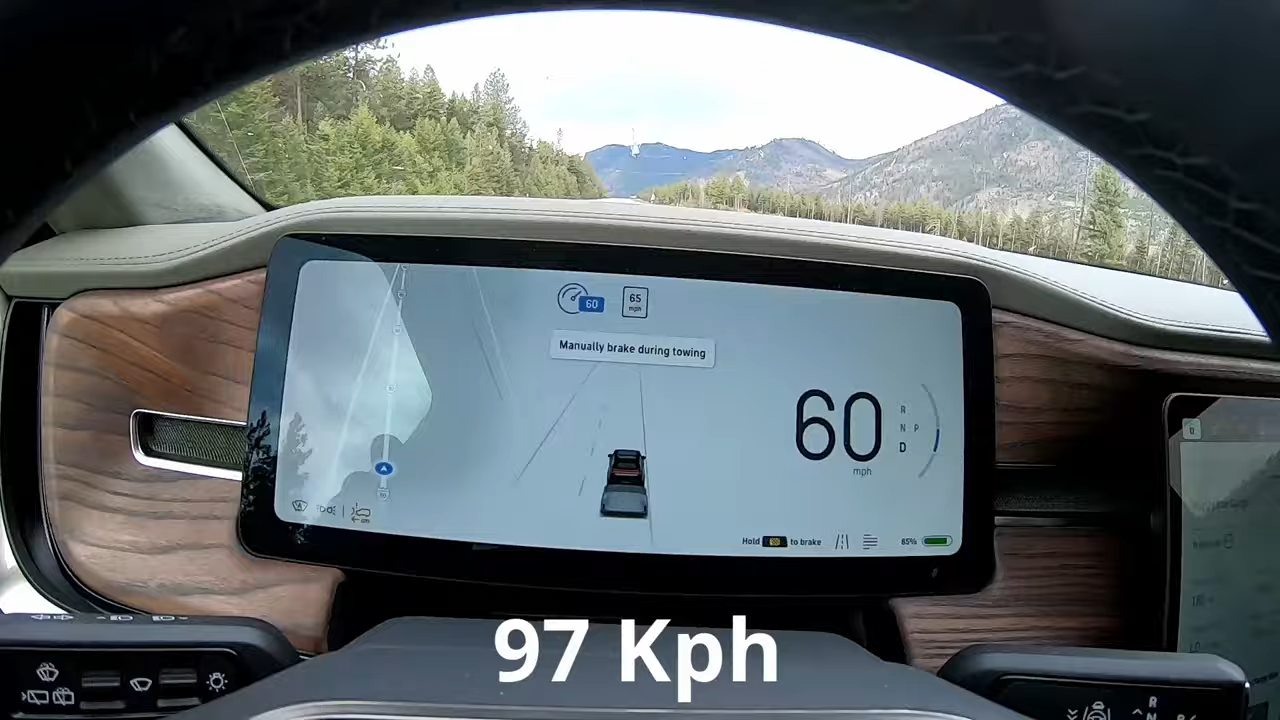 60
65
mph
Manually brake during towing
60
mph
R
N P
D
Hold to brake
85%
97 Kph
R